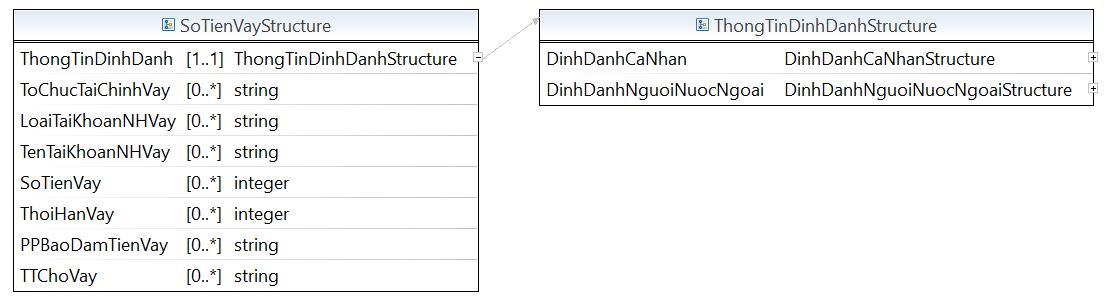 SoTienVayStructure
ThongTinDinhDanh [1..1] ThongTinDinhDanhStructure
ToChucTaiChinhVay [0..*] string
LoaiTaiKhoanNHVay [0..*] string
TenTaiKhoanNHVay [0..*] string
SoTienVay [0..*] integer
ThoiHanVay [0..*] integer
PPBaoDamTienVay [0..*] string
TTChoVay [0..*] string
ThongTinDinhDanhStructure
DinhDanhCaNhan DinhDanhCaNhanStructure
DinhDanhNguoiNuocNgoai DinhDanhNguoiNuocNgoaiStructure